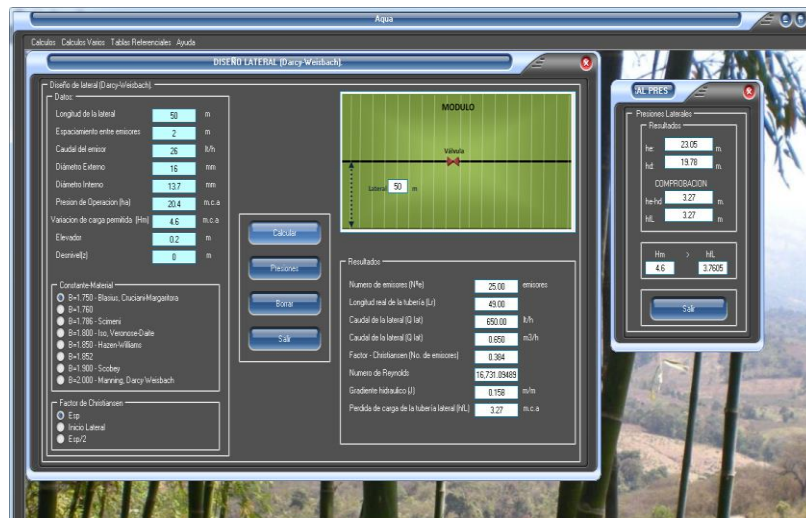 Aqua
Calculos Calculos Varios Tablas Referenciales Ayuda
DISEÑO LATERAL (Darcy-Weisbach).
Diseño de lateral (Darcy-Weisbach).
Datos:
Longitud de la lateral 50 m
Espaciamiento entre emisores 2 m
Caudal del emisor 26 lt/h
Diámetro Externo 16 mm
Diámetro Interno 13.7 mm
Presion de Operacion (ha) 20.4 m.c.a
Variacion de carga permitida (Hm) 4.6 m.c.a
Elevador 0.2 m
Desnivel(z) 0 m
Constante-Material
B=1.750 - Blasius, Cruciani-Margaritora
B=1.760
B=1.786 - Scimeni
B=1.800 - Iso, Veronose-Daite
B=1.850 - Hazen-Williams
B=1.852
B=1.900 - Scobey
B=2.000 - Manning, Darcy-Weisbach
Factor de Christiansen
Esp
Inicio Lateral
Esp/2
Calcular
Presiones
Borrar
Salir
MODULO
Válvula
Lateral 50 m
Resultados
Numero de emisores (Nºe) 25.00 emisores
Longitud real de la tubería (Lr) 49.00
Caudal de la lateral (Q lat) 650.00 lt/h
Caudal de la lateral (Q lat) 0.650 m3/h
Factor - Christiansen (No. de emisores) 0.384
Numero de Reynolds 16,731.09489
Gradiente hidraulico (J) 0.158 m/m
Perdida de carga de la tubería lateral (hfL) 3.27 m.c.a
AL PRES
Presiones Laterales
Resultados
he: 23.05 m.
hd: 19.78 m.
COMPROBACION
he-hd 3.27 m.
hfL 3.27 m.
Hm > hfL
4.6 3.7605
Salir